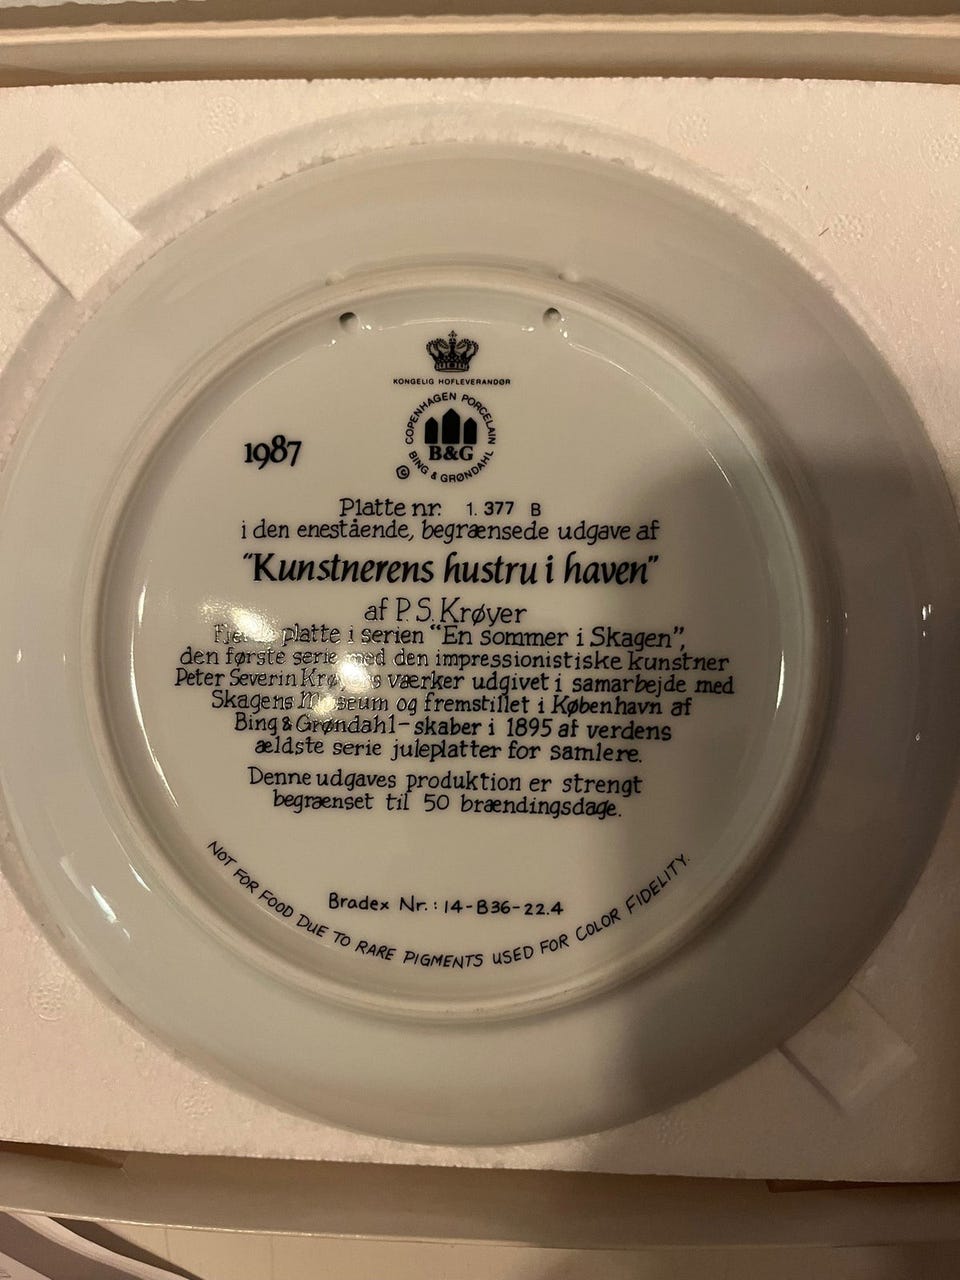 KONGELIG HOFLEVERANDØR
COPENHAGEN PORCELAIN
B&G
© BING & GRØNDAHL
1987
Platte nr. 1. 377 B
i den enestående, begrænsede udgave af
"Kunstnerens hustru i haven"
af P. S. Krøyer
Fjerde platte i serien "En sommer i Skagen",
den første serie med den impressionistiske kunstner
Peter Severin Krøyers værker udgivet i samarbejde med
Skagens Museum og fremstillet i København af
Bing & Grøndahl – skaber i 1895 af verdens
ældste serie juleplatter for samlere.
Denne udgaves produktion er strengt
begrænset til 50 brændingsdage.
Bradex Nr.: 14-B36-22.4
NOT FOR FOOD DUE TO RARE PIGMENTS USED FOR COLOR FIDELITY.